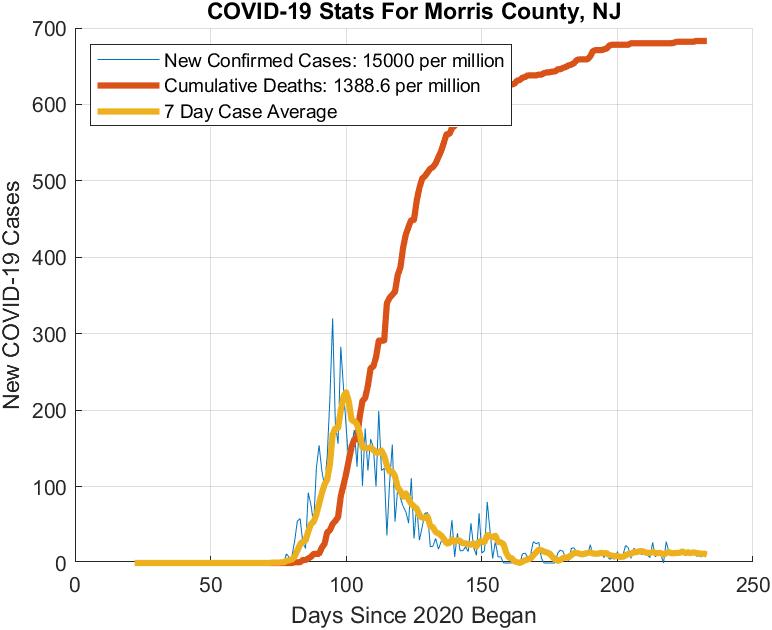 COVID-19 Stats For Morris County, NJ
New Confirmed Cases: 15000 per million
Cumulative Deaths: 1388.6 per million
7 Day Case Average
New COVID-19 Cases
700
600
500
400
300
200
100
0
0 50 100 150 200 250
Days Since 2020 Began